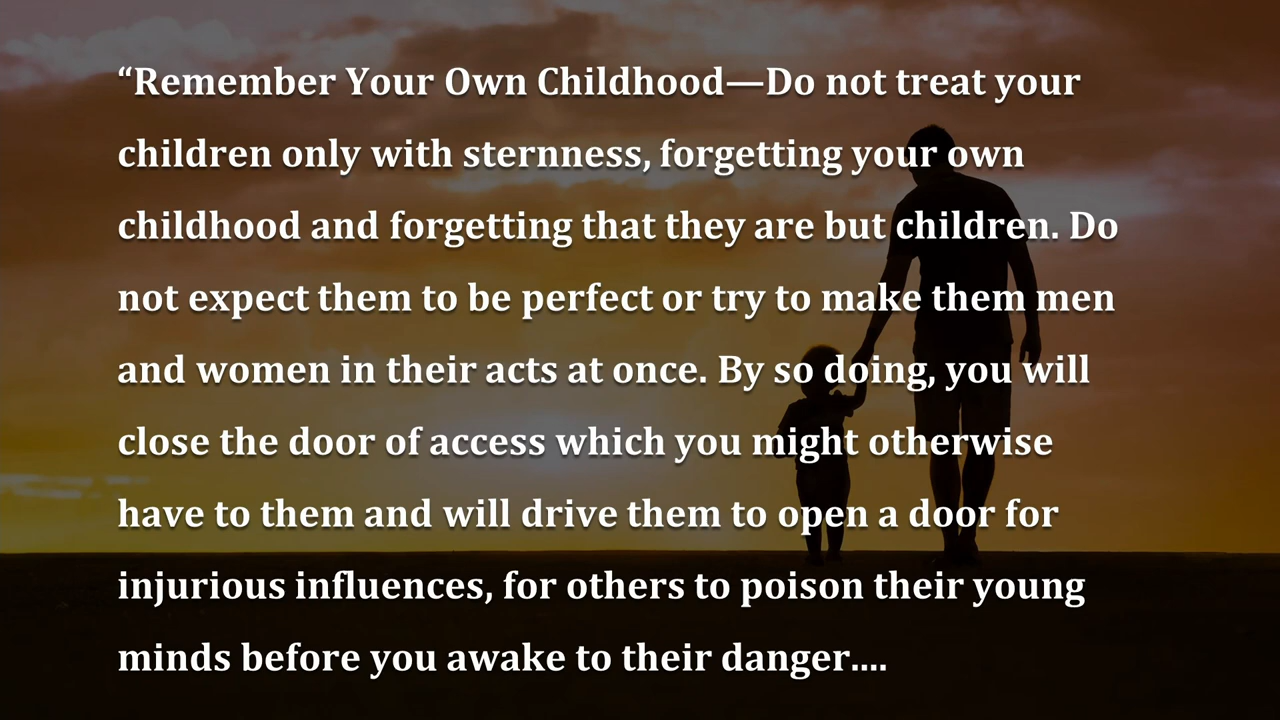 “Remember Your Own Childhood—Do not treat your
children only with sternness, forgetting your own
childhood and forgetting that they are but children. Do
not expect them to be perfect or try to make them men
and women in their acts at once. By so doing, you will
close the door of access which you might otherwise
have to them and will drive them to open a door for
injurious influences, for others to poison their young
minds before you awake to their danger....